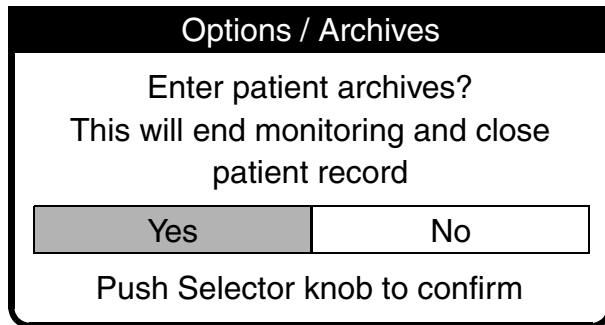 Options / Archives
Enter patient archives?
This will end monitoring and close
patient record
Yes No
Push Selector knob to confirm